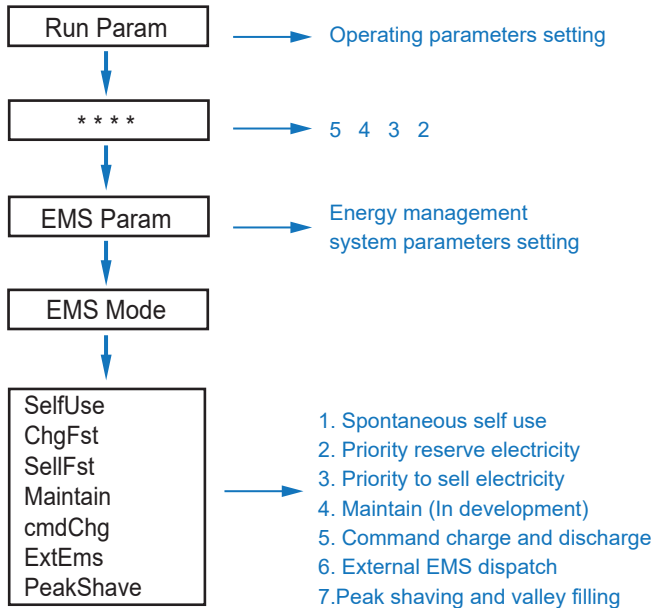 Run Param
Operating parameters setting
* * * *
5 4 3 2
EMS Param
Energy management
system parameters setting
EMS Mode
SelfUse
ChgFst
SellFst
Maintain
cmdChg
ExtEms
PeakShave
1. Spontaneous self use
2. Priority reserve electricity
3. Priority to sell electricity
4. Maintain (In development)
5. Command charge and discharge
6. External EMS dispatch
7.Peak shaving and valley filling